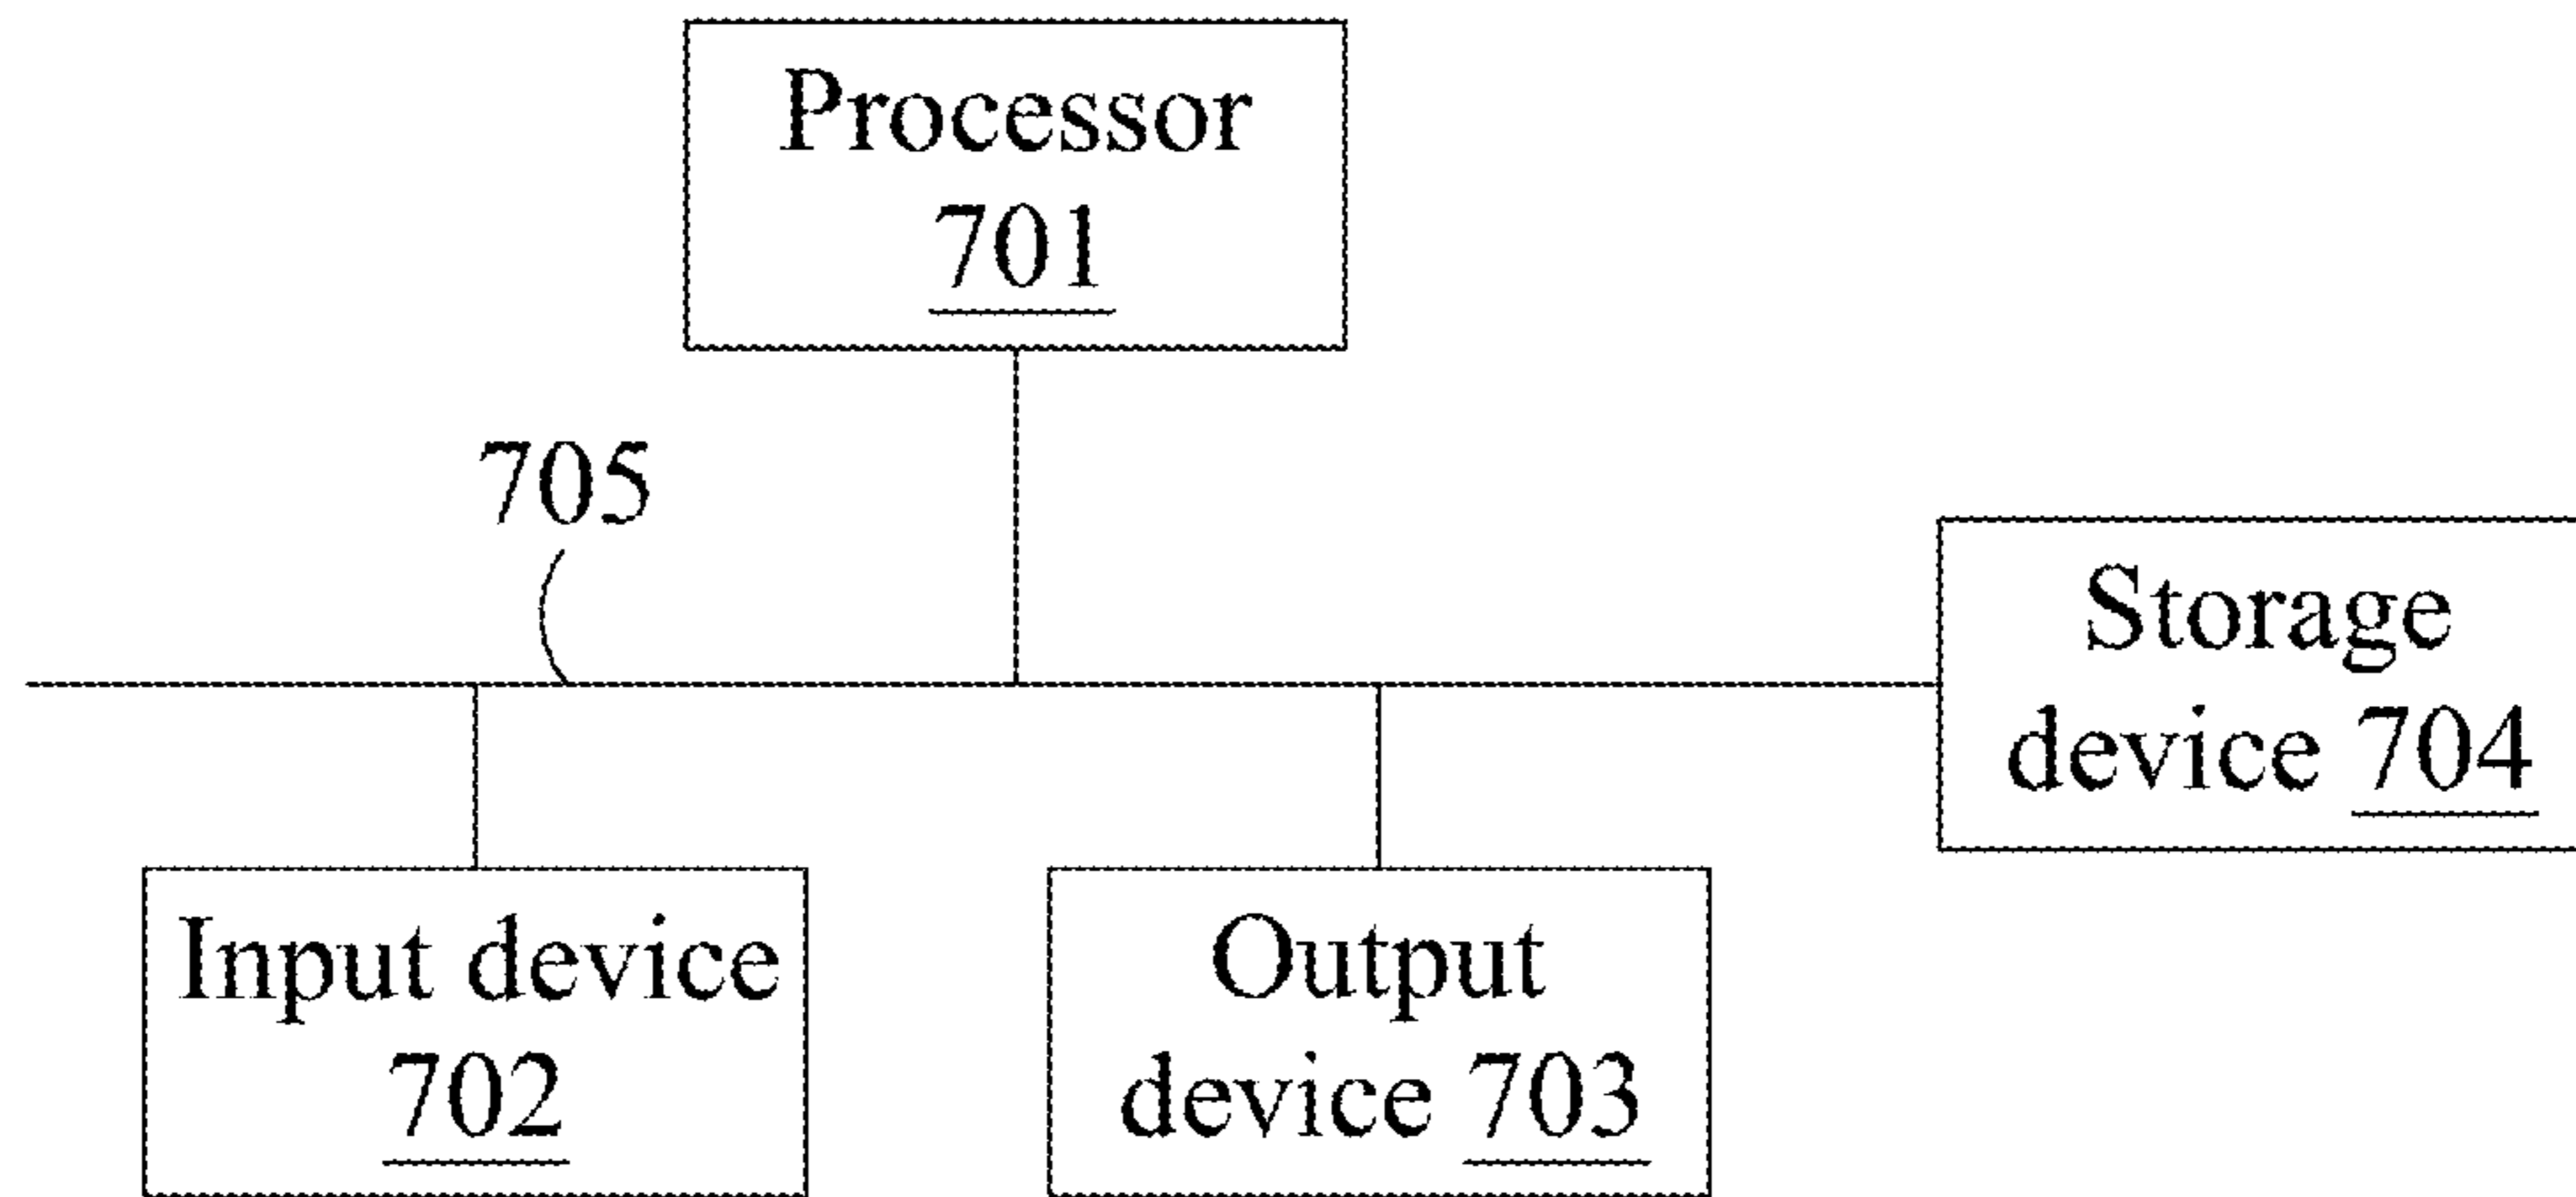 Processor
701
705
Storage
device 704
Input device
702
Output
device 703